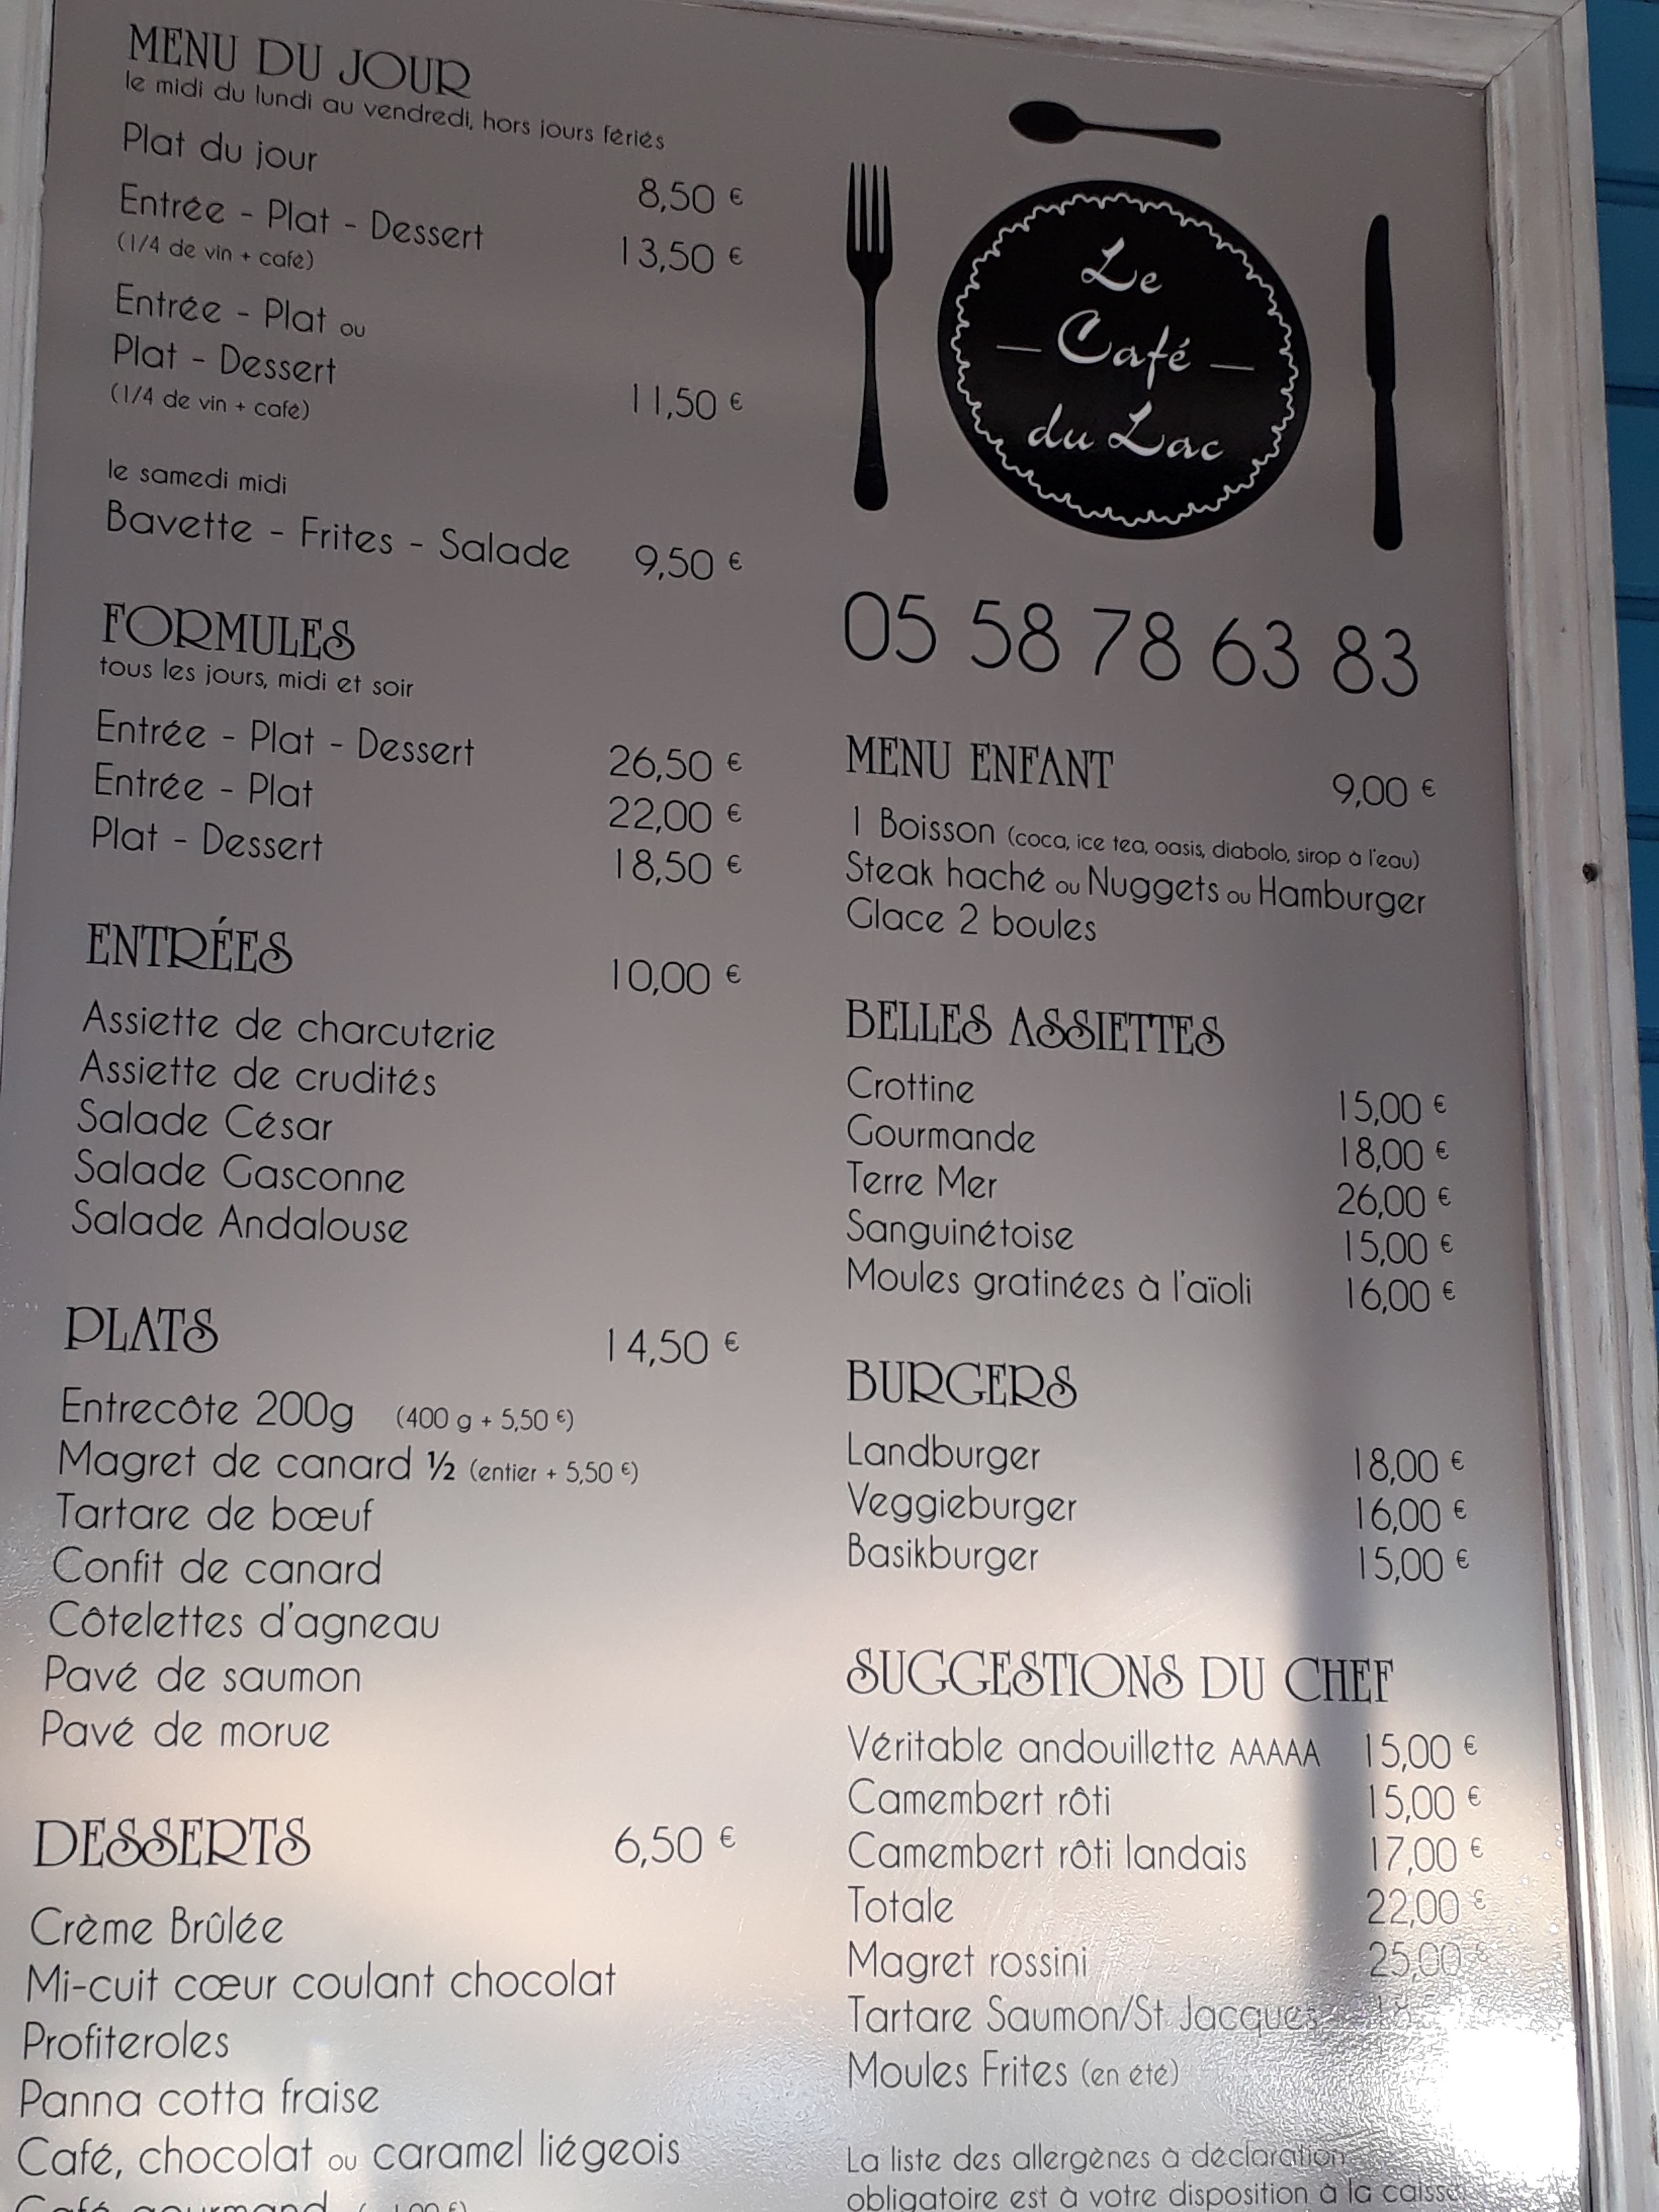 MENU DU JOUR
le midi du lundi au vendredi, hors jours fériés
Plat du jour 8,50 €
Entrée - Plat - Dessert 13,50 €
(1/4 de vin + café)
Entrée - Plat ou
Plat - Dessert
(1/4 de vin + café) 11,50 €
le samedi midi
Bavette - Frites - Salade 9,50 €
FORMULES
tous les jours, midi et soir
Entrée - Plat - Dessert 26,50 €
Entrée - Plat 22,00 €
Plat - Dessert 18,50 €
ENTRÉES 10,00 €
Assiette de charcuterie
Assiette de crudités
Salade César
Salade Gasconne
Salade Andalouse
PLATS 14,50 €
Entrecôte 200g (400 g + 5,50 €)
Magret de canard ½ (entier + 5,50 €)
Tartare de bœuf
Confit de canard
Côtelettes d'agneau
Pavé de saumon
Pavé de morue
DESSERTS 6,50 €
Crème Brûlée
Mi-cuit cœur coulant chocolat
Profiteroles
Panna cotta fraise
Café, chocolat ou caramel liégeois
Café gourmand
Le
— Café —
du Lac
05 58 78 63 83
MENU ENFANT 9,00 €
1 Boisson (coca, ice tea, oasis, diabolo, sirop à l'eau)
Steak haché ou Nuggets ou Hamburger
Glace 2 boules
BELLES ASSIETTES
Crottine 15,00 €
Gourmande 18,00 €
Terre Mer 26,00 €
Sanguinétoise 15,00 €
Moules gratinées à l'aïoli 16,00 €
BURGERS
Landburger 18,00 €
Veggieburger 16,00 €
Basikburger 15,00 €
SUGGESTIONS DU CHEF
Véritable andouillette AAAAA 15,00 €
Camembert rôti 15,00 €
Camembert rôti landais 17,00 €
Totale 22,00 €
Magret rossini 25,00 €
Tartare Saumon/St Jacques
Moules Frites (en été)
La liste des allergènes à déclaration
obligatoire est à votre disposition à la caisse